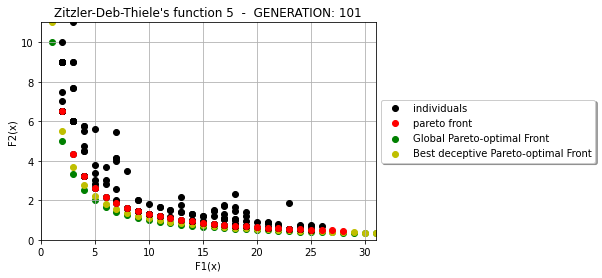 Zitzler-Deb-Thiele's function 5 - GENERATION: 101
10
8
6
4
2
0
F2(x)
0 5 10 15 20 25 30
F1(x)
individuals
pareto front
Global Pareto-optimal Front
Best deceptive Pareto-optimal Front